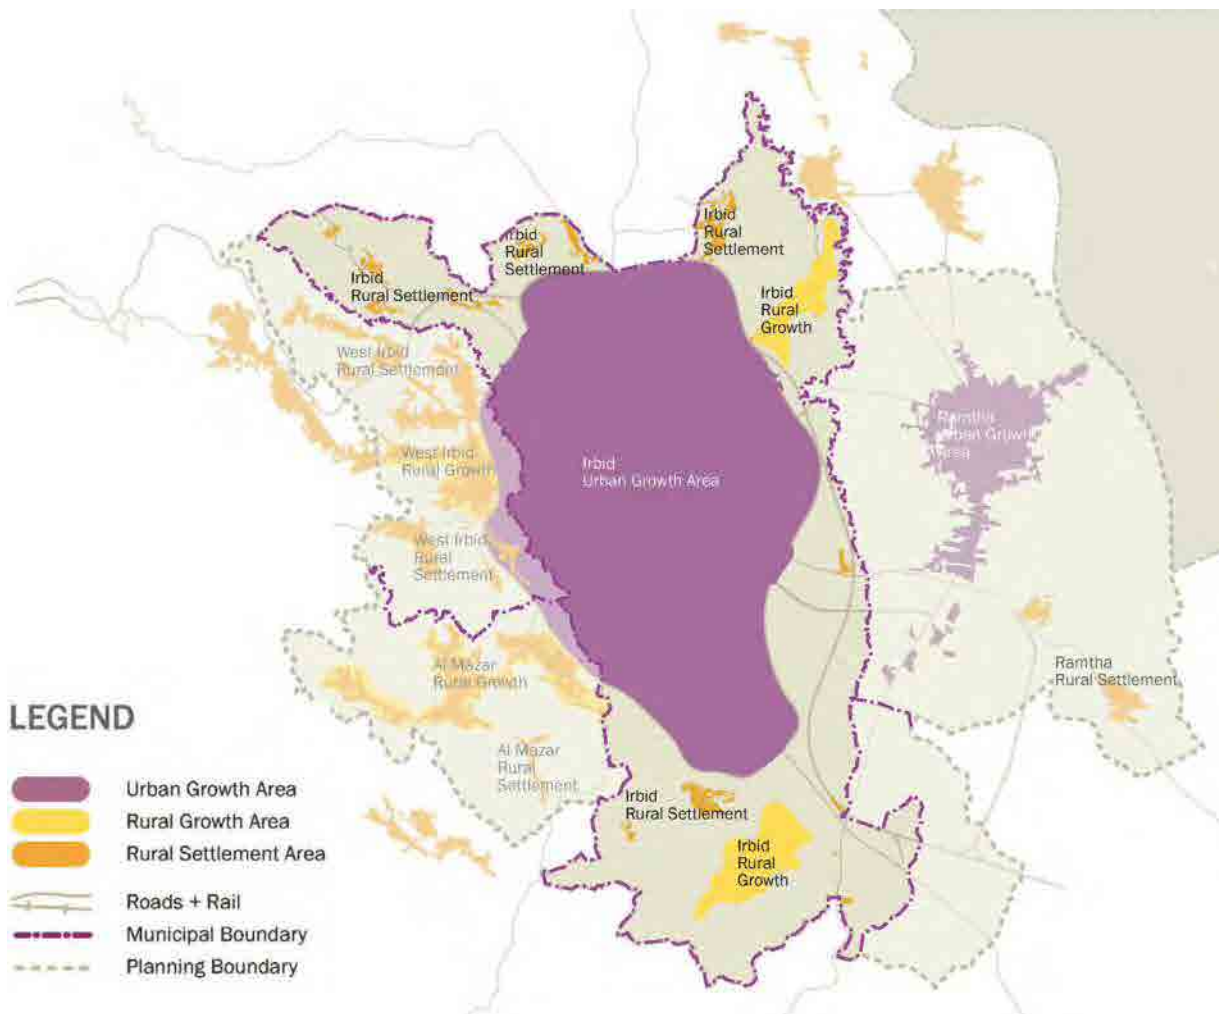 Irbid
Rural
Settlement
Irbid
Rural
Settlement
Irbid
Rural Settlement
Irbid
Rural
Growth
West Irbid
Rural Settlement
Ramtha
Urban Growth
Area
West Irbid
Rural Growth
Irbid
Urban Growth Area
West Irbid
Rural
Settlement
Al Mazar
Rural Growth
Ramtha
Rural Settlement
Al Mazar
Rural
Settlement
Irbid
Rural Settlement
Irbid
Rural
Growth
LEGEND
Urban Growth Area
Rural Growth Area
Rural Settlement Area
Roads + Rail
Municipal Boundary
Planning Boundary